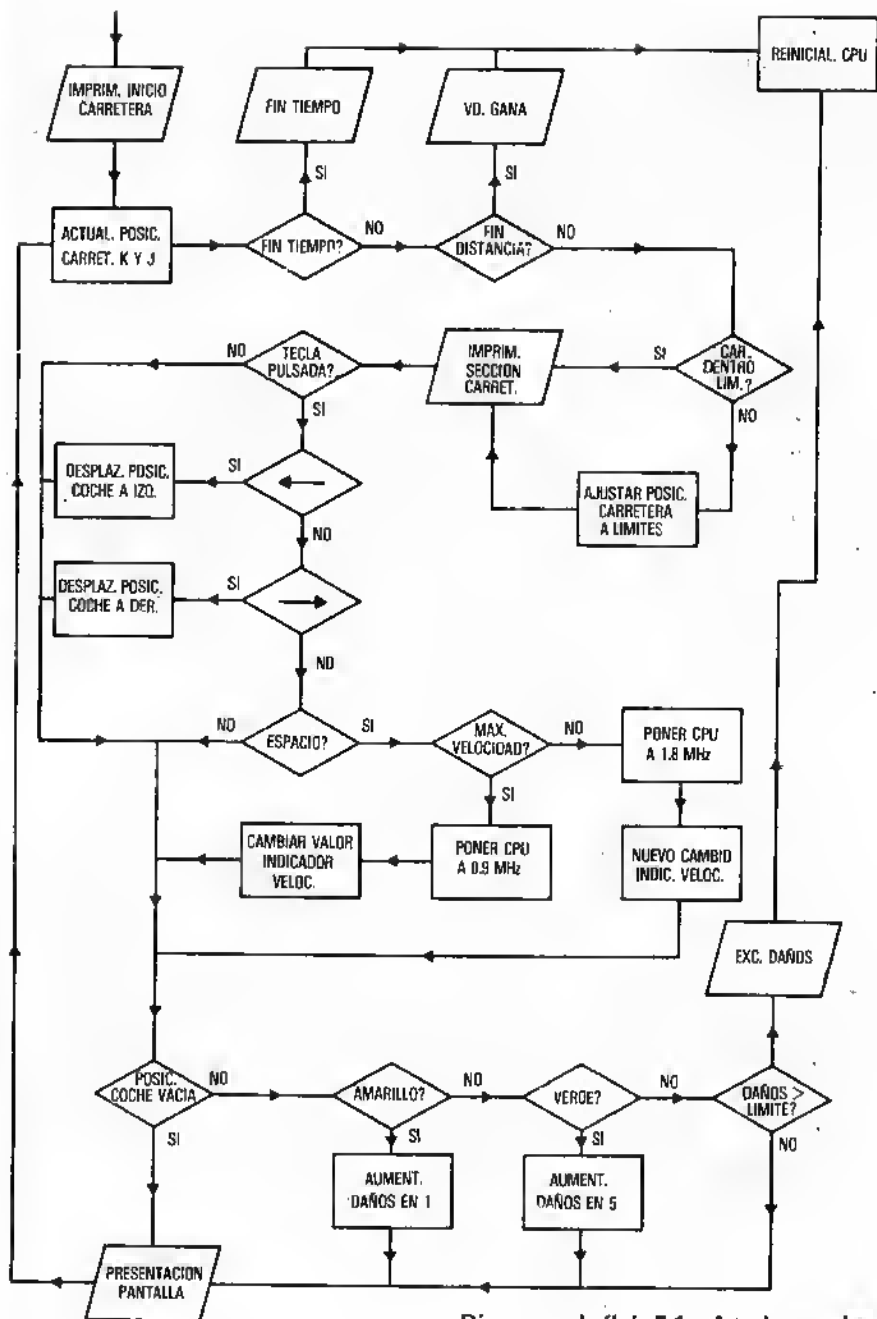 IMPRIM. INICIO
CARRETERA
FIN TIEMPO
VD. GANA
REINICIAL. CPU
SI
SI
ACTUAL. POSIC.
CARRET. K Y J
FIN TIEMPO?
NO
FIN
DISTANCIA?
NO
NO
TECLA
PULSADA?
IMPRIM.
SECCION
CARRET.
SI
CAR.
DENTRO
LIM.?
SI
NO
DESPLAZ. POSIC.
COCHE A IZQ.
SI
←
AJUSTAR POSIC.
CARRETERA
A LIMITES
NO
DESPLAZ. POSIC.
COCHE A DER.
SI
→
NO
NO
ESPACIO?
SI
MAX.
VELOCIDAD?
NO
PONER CPU
A 1.8 MHz
SI
CAMBIAR VALOR
INDICADOR
VELOC.
PONER CPU
A 0.9 MHz
NUEVO CAMBIO
INDIC. VELOC.
EXC. DAÑOS
POSIC.
COCHE VACIA
NO
AMARILLO?
NO
VERDE?
NO
DAÑOS >
LIMITE?
SI
SI
SI
NO
AUMENT.
DAÑOS EN 1
AUMENT.
DAÑOS EN 5
PRESENTACION
PANTALLA